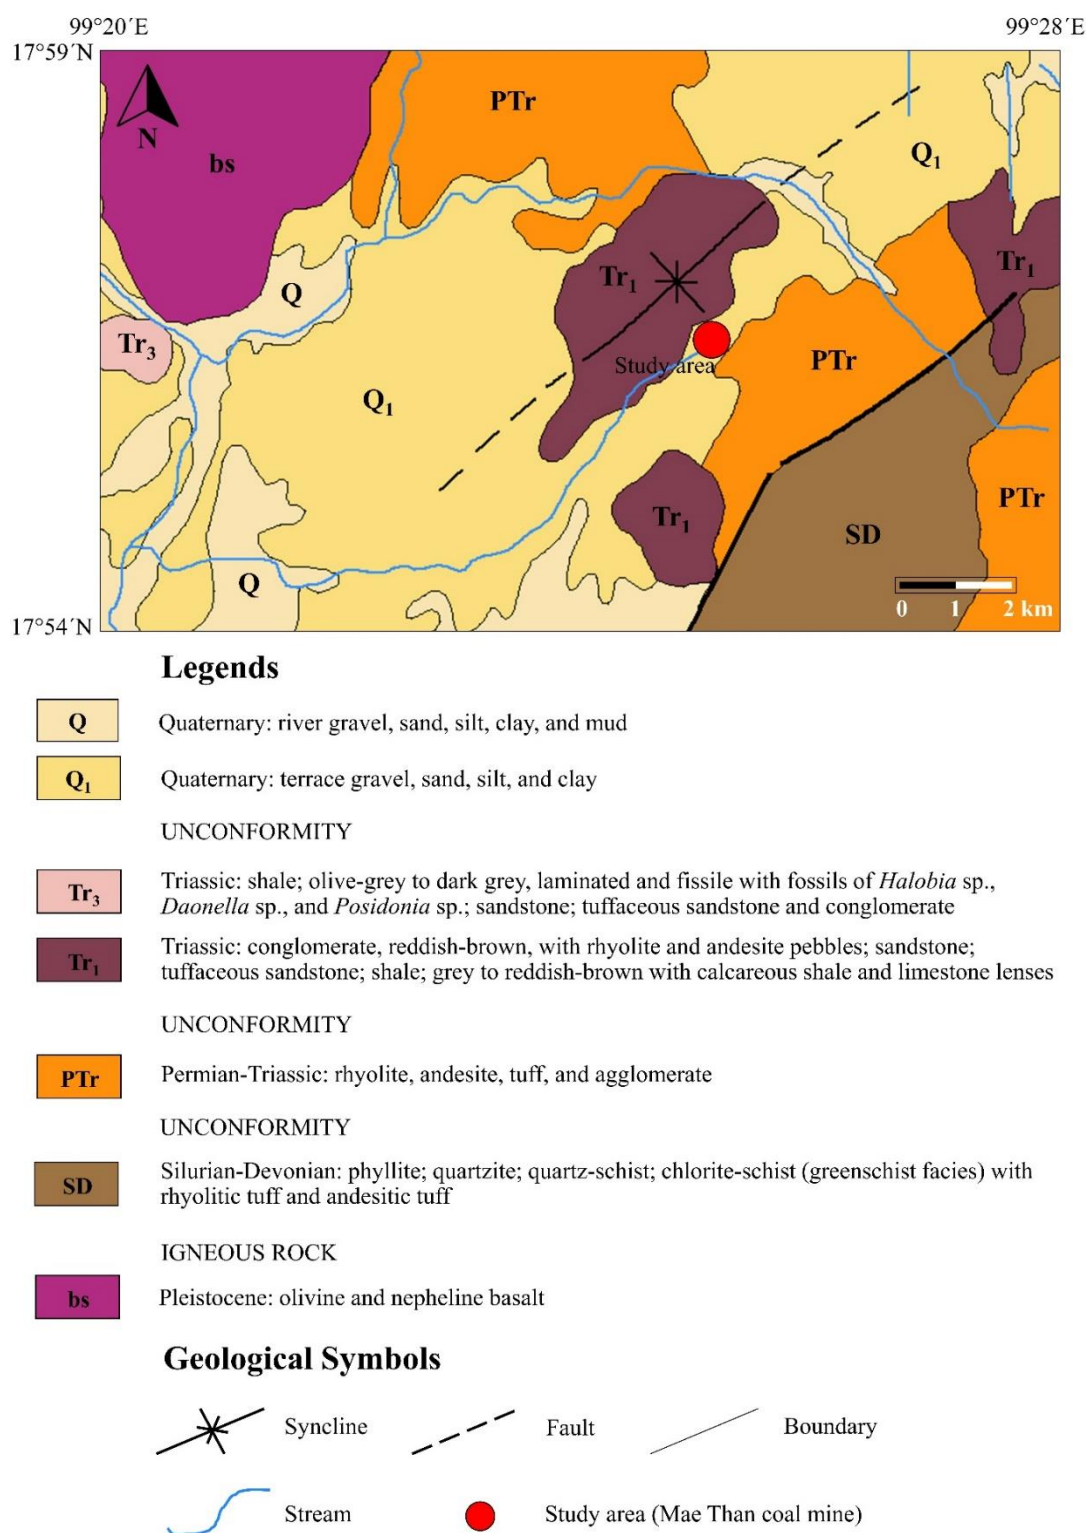 99°20´E 99°28´E
17°59´N
N
bs
PTr
Q₁
Q
Tr₃
Tr₁
Tr₁
Study area
PTr
Q₁
Tr₁
PTr
SD
Q
0 1 2 km
17°54´N
Legends
Q Quaternary: river gravel, sand, silt, clay, and mud
Q₁ Quaternary: terrace gravel, sand, silt, and clay
UNCONFORMITY
Tr₃ Triassic: shale; olive-grey to dark grey, laminated and fissile with fossils of Halobia sp.,
Daonella sp., and Posidonia sp.; sandstone; tuffaceous sandstone and conglomerate
Tr₁ Triassic: conglomerate, reddish-brown, with rhyolite and andesite pebbles; sandstone;
tuffaceous sandstone; shale; grey to reddish-brown with calcareous shale and limestone lenses
UNCONFORMITY
PTr Permian-Triassic: rhyolite, andesite, tuff, and agglomerate
UNCONFORMITY
SD Silurian-Devonian: phyllite; quartzite; quartz-schist; chlorite-schist (greenschist facies) with
rhyolitic tuff and andesitic tuff
IGNEOUS ROCK
bs Pleistocene: olivine and nepheline basalt
Geological Symbols
Syncline Fault Boundary
Stream Study area (Mae Than coal mine)